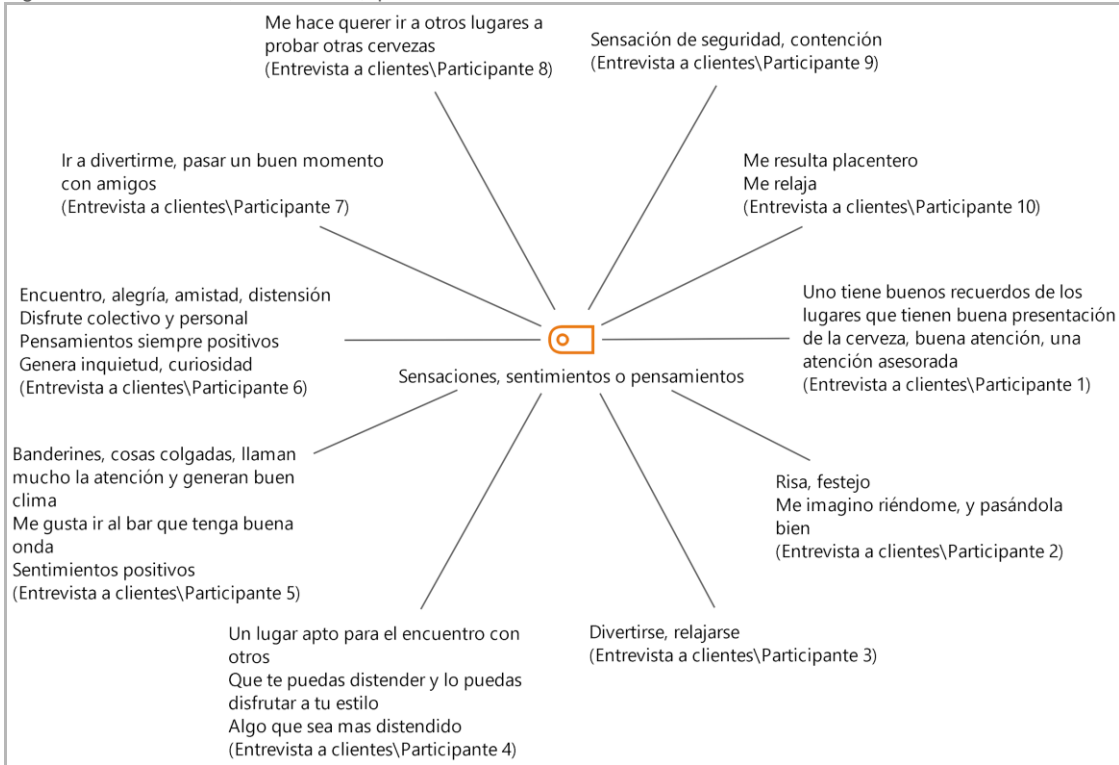 Me hace querer ir a otros lugares a
probar otras cervezas
(Entrevista a clientes\Participante 8)
Sensación de seguridad, contención
(Entrevista a clientes\Participante 9)
Ir a divertirme, pasar un buen momento
con amigos
(Entrevista a clientes\Participante 7)
Me resulta placentero
Me relaja
(Entrevista a clientes\Participante 10)
Encuentro, alegría, amistad, distensión
Disfrute colectivo y personal
Pensamientos siempre positivos
Genera inquietud, curiosidad
(Entrevista a clientes\Participante 6)
Uno tiene buenos recuerdos de los
lugares que tienen buena presentación
de la cerveza, buena atención, una
atención asesorada
(Entrevista a clientes\Participante 1)
Sensaciones, sentimientos o pensamientos
Banderines, cosas colgadas, llaman
mucho la atención y generan buen
clima
Me gusta ir al bar que tenga buena
onda
Sentimientos positivos
(Entrevista a clientes\Participante 5)
Risa, festejo
Me imagino riéndome, y pasándola
bien
(Entrevista a clientes\Participante 2)
Un lugar apto para el encuentro con
otros
Que te puedas distender y lo puedas
disfrutar a tu estilo
Algo que sea mas distendido
(Entrevista a clientes\Participante 4)
Divertirse, relajarse
(Entrevista a clientes\Participante 3)